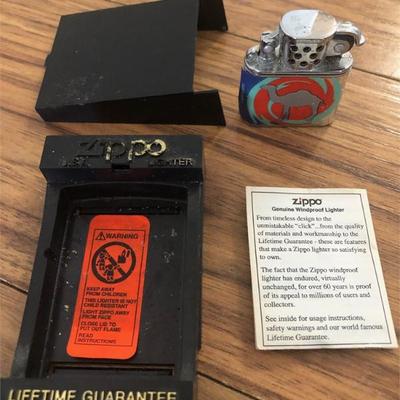 Zippo
LIGHTER
WARNING
KEEP AWAY
FROM CHILDREN
THIS LIGHTER IS NOT
CHILD RESISTANT
LIGHT ZIPPO AWAY
FROM FACE
CLOSE LID TO
PUT OUT FLAME
READ
INSTRUCTIONS
LIFETIME GUARANTEE
zippo
Genuine Windproof Lighter
From timeless design to the
unmistakable "click"...from the quality
of materials and workmanship to the
Lifetime Guarantee - these are features
that make a Zippo lighter so satisfying
to own.
The fact that the Zippo windproof
lighter has endured, virtually
unchanged, for over 60 years is proof
of its appeal to millions of users and
collectors.
See inside for usage instructions,
safety warnings and our world famous
Lifetime Guarantee.